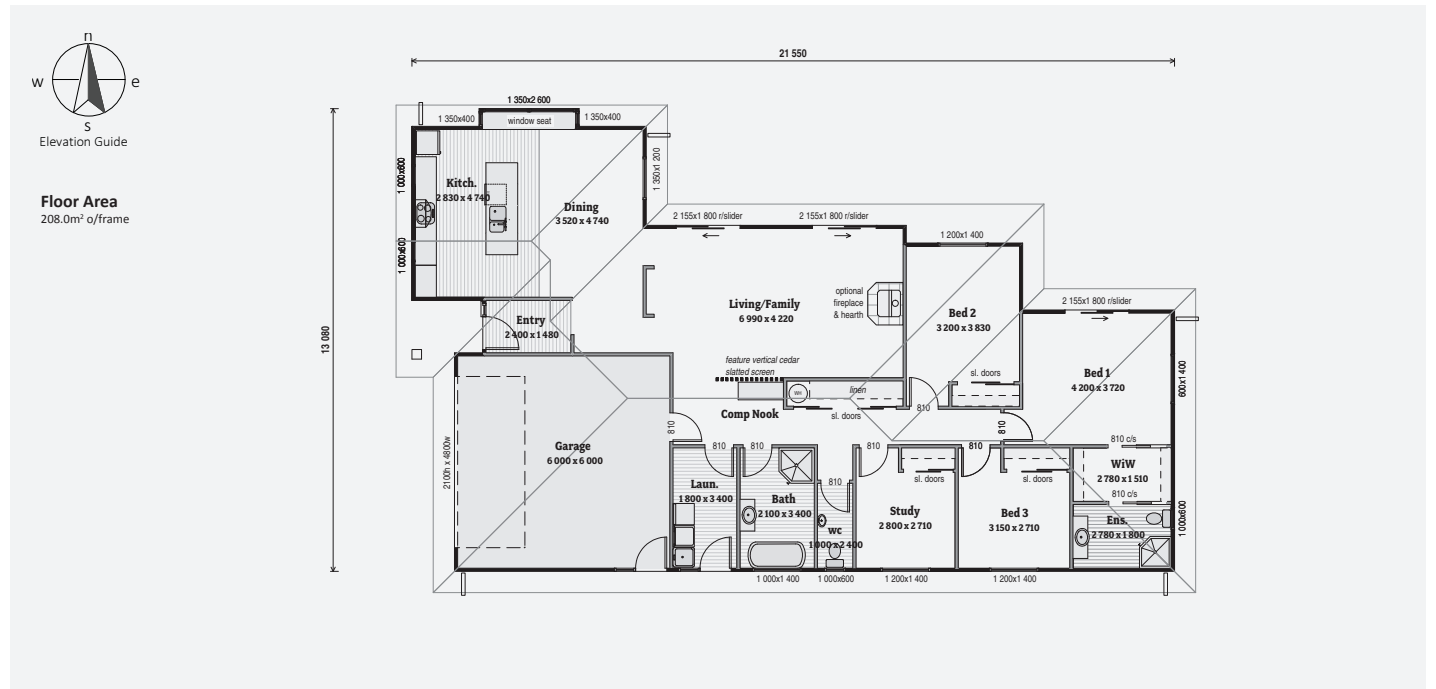 n
w
e
s
Elevation Guide
Floor Area
208.0m² o/frame
21 550
13 080
1 350x2 600
1 350x400
window seat
1 350x400
1 000x600
1 000x600
Kitch.
2 830 x 4 740
Dining
3 520 x 4 740
1 350x1 200
2 155x1 800 r/slider
2 155x1 800 r/slider
1 200x1 400
2 155x1 800 r/slider
Entry
2 400 x 1 480
Living/Family
6 990 x 4 220
optional
fireplace
& hearth
Bed 2
3 200 x 3 830
sl. doors
Bed 1
4 200 x 3 720
600x1 400
feature vertical cedar
slatted screen
WH
linen
sl. doors
Comp Nook
810
810
810
810
810
810
810
810
810 c/s
Garage
6 000 x 6 000
2100h x 4800w
Laun.
1 800 x 3 400
Bath
2 100 x 3 400
wc
1 000 x 2 400
Study
2 800 x 2 710
sl. doors
Bed 3
3 150 x 2 710
sl. doors
WiW
2 780 x 1 510
810 c/s
Ens.
2 780 x 1 800
1 000x600
1 000x1 400
1 000x600
1 200x1 400
1 200x1 400